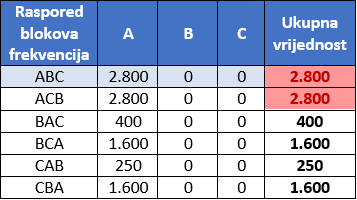 Raspored blokova frekvencija A B C Ukupna vrijednost
ABC 2.800 0 0 2.800
ACB 2.800 0 0 2.800
BAC 400 0 0 400
BCA 1.600 0 0 1.600
CAB 250 0 0 250
CBA 1.600 0 0 1.600